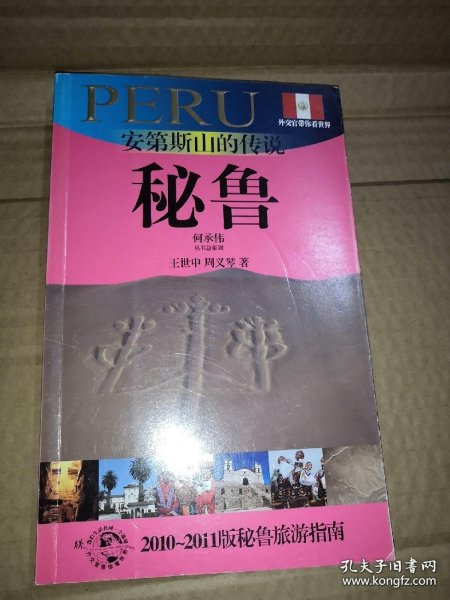 PERU
外交官带你看世界
安第斯山的传说
秘鲁
何承伟
丛书总策划
王世申 周义琴 著
2010~2011版秘鲁旅游指南
孔夫子旧书网
www.kongfz.com